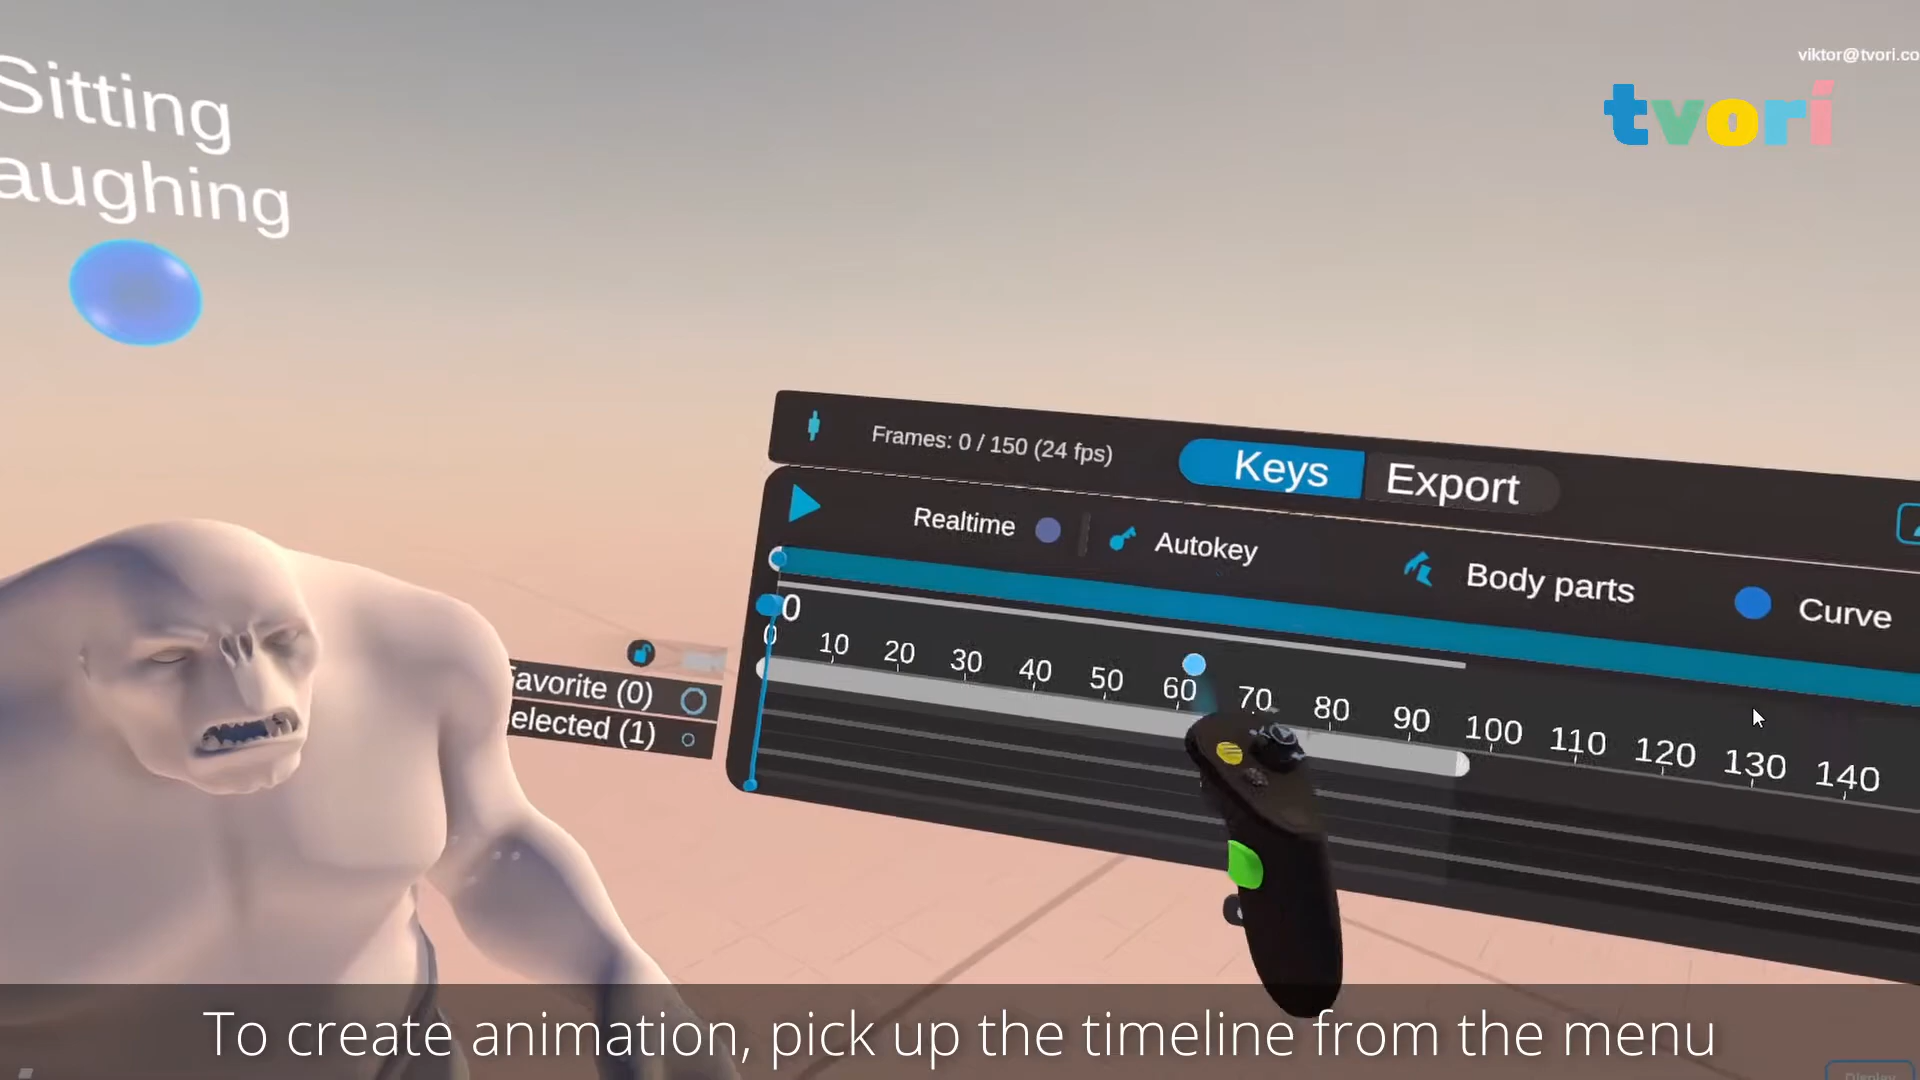 Sitting
aughing
viktor@tvori.co
tvori
Frames: 0 / 150 (24 fps)
Keys
Export
Realtime
Autokey
Body parts
Curve
0
0 10 20 30 40 50 60 70 80 90 100 110 120 130 140
avorite (0)
elected (1)
To create animation, pick up the timeline from the menu